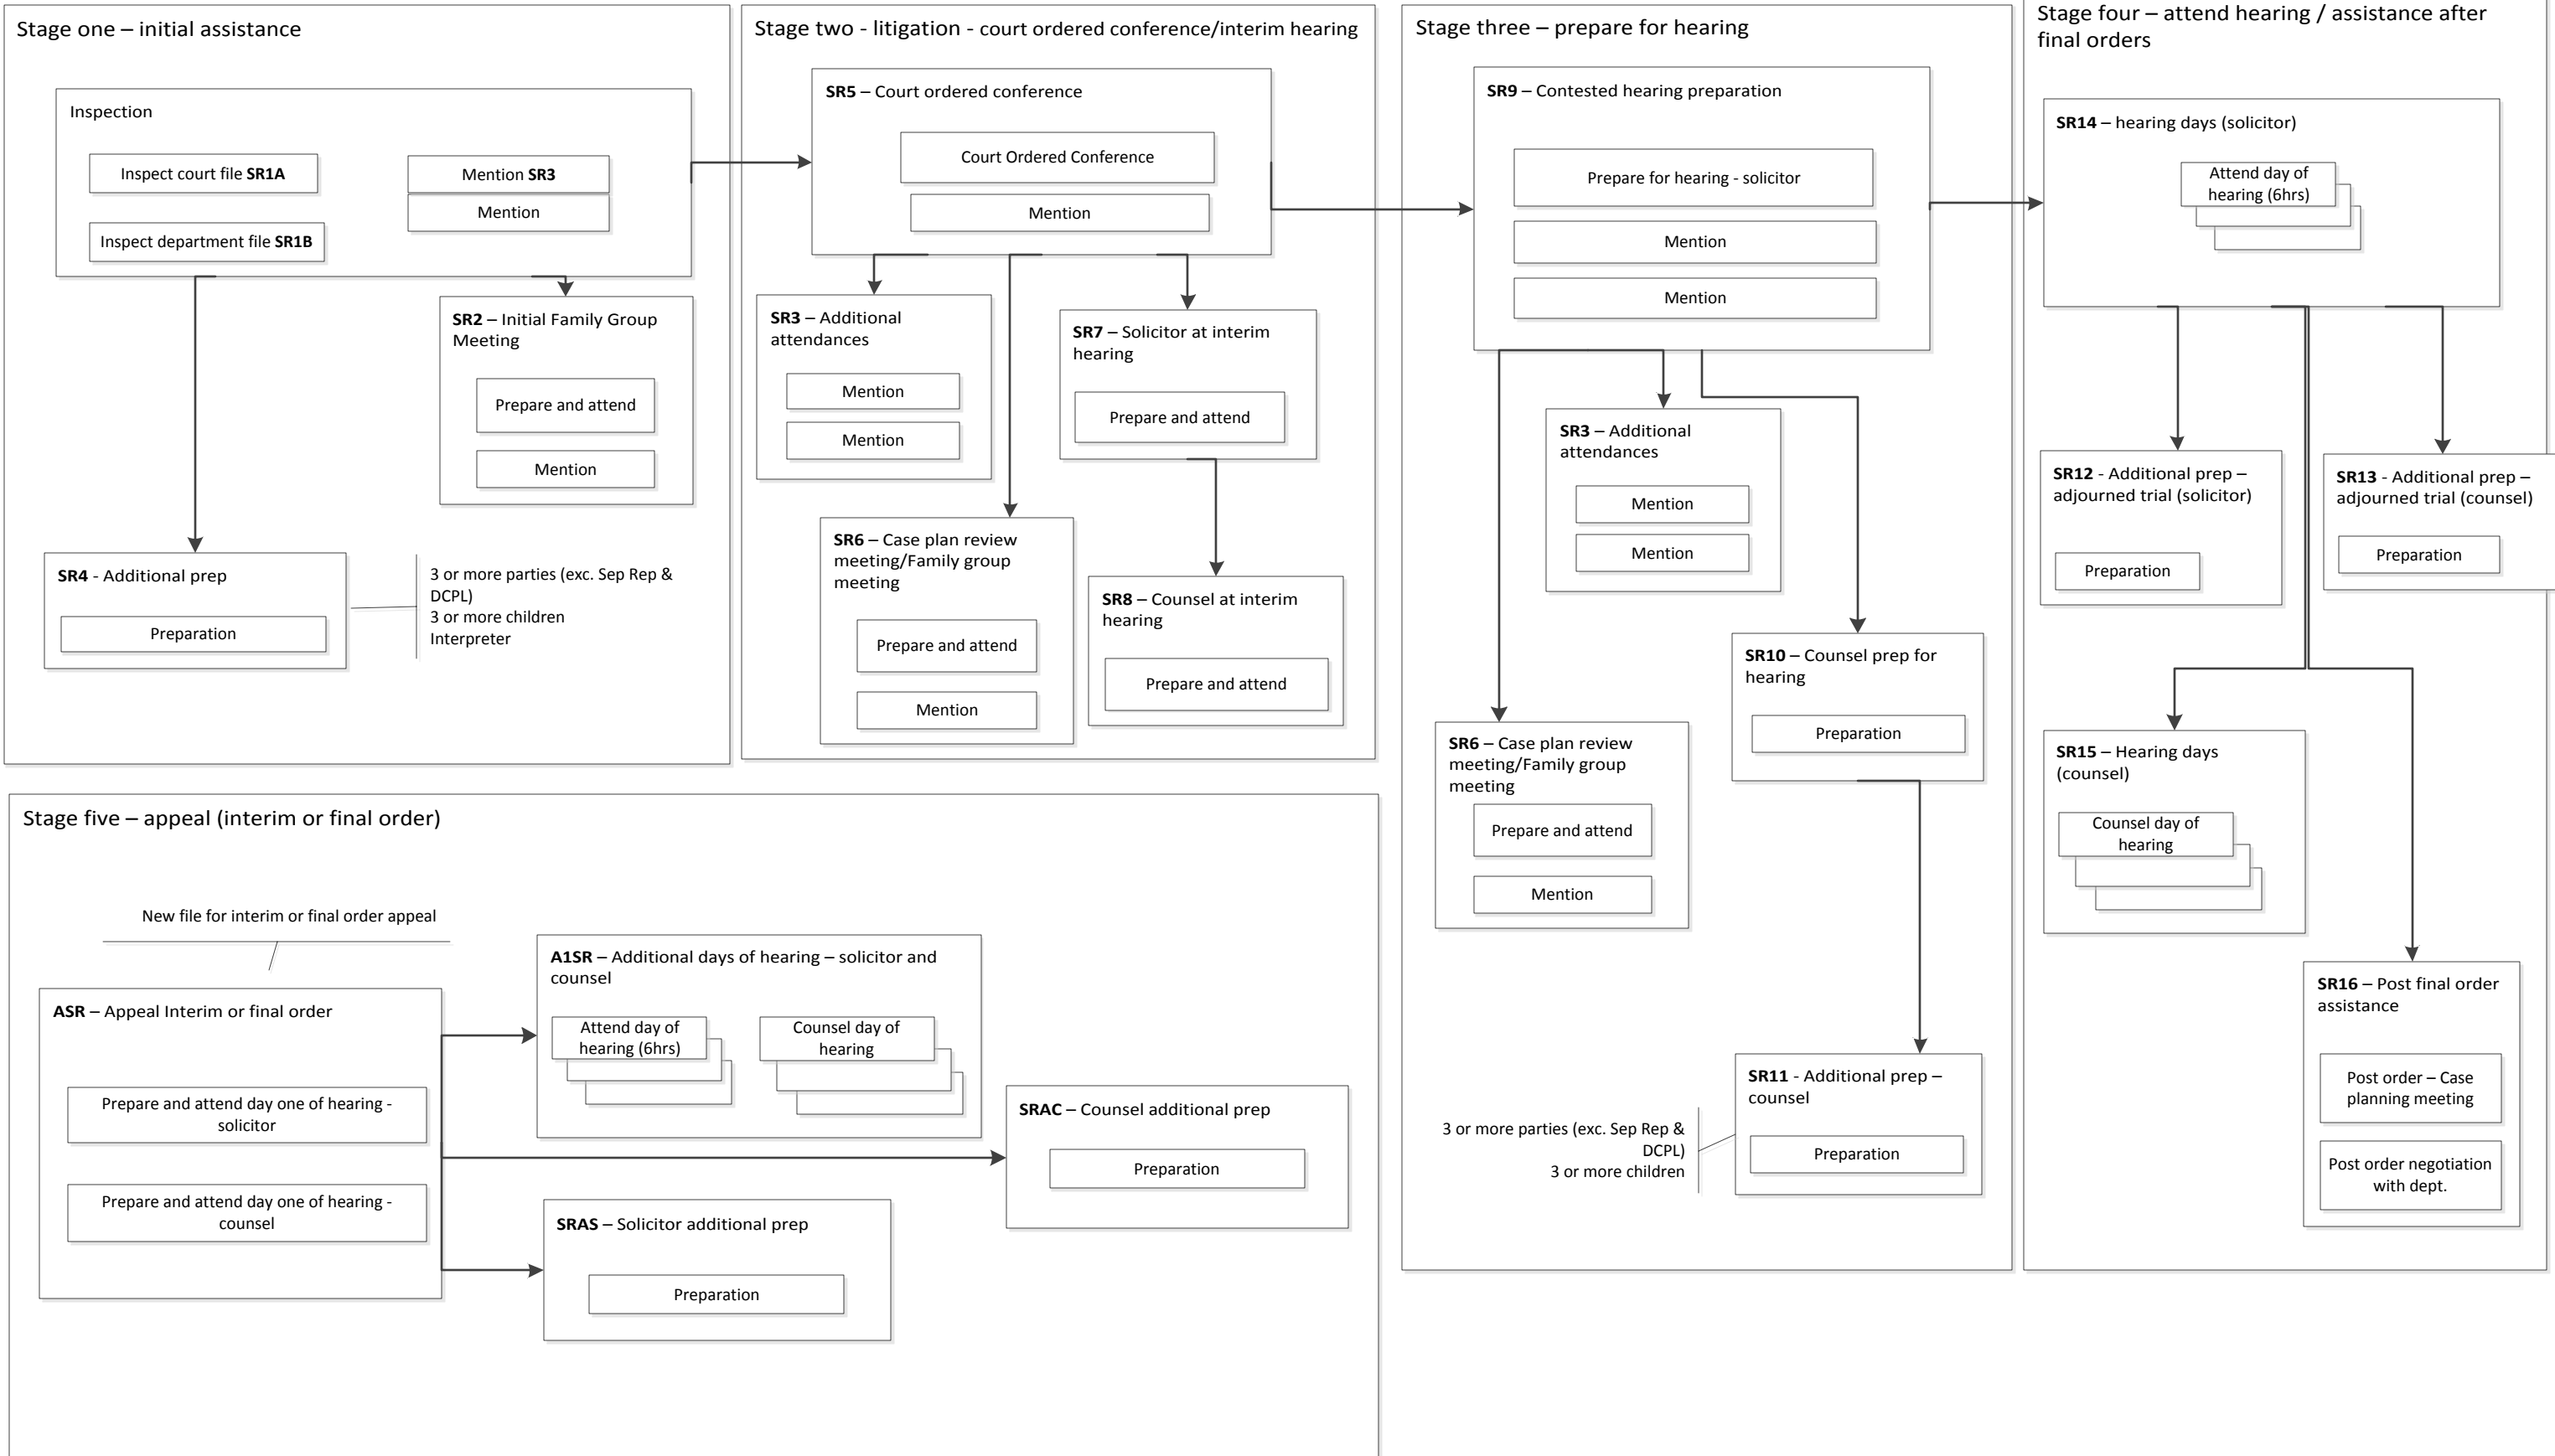 Stage one – initial assistance
Inspection
Inspect court file SR1A
Mention SR3
Mention
Inspect department file SR1B
SR2 – Initial Family Group
Meeting
Prepare and attend
Mention
SR4 - Additional prep
Preparation
3 or more parties (exc. Sep Rep &
DCPL)
3 or more children
Interpreter
Stage two - litigation - court ordered conference/interim hearing
SR5 – Court ordered conference
Court Ordered Conference
Mention
SR3 – Additional
attendances
Mention
Mention
SR7 – Solicitor at interim
hearing
Prepare and attend
SR6 – Case plan review
meeting/Family group
meeting
Prepare and attend
Mention
SR8 – Counsel at interim
hearing
Prepare and attend
Stage three – prepare for hearing
SR9 – Contested hearing preparation
Prepare for hearing - solicitor
Mention
Mention
SR3 – Additional
attendances
Mention
Mention
SR10 – Counsel prep for
hearing
Preparation
SR6 – Case plan review
meeting/Family group
meeting
Prepare and attend
Mention
SR11 - Additional prep –
counsel
Preparation
3 or more parties (exc. Sep Rep &
DCPL)
3 or more children
Stage four – attend hearing / assistance after
final orders
SR14 – hearing days (solicitor)
Attend day of
hearing (6hrs)
SR12 - Additional prep –
adjourned trial (solicitor)
Preparation
SR13 - Additional prep –
adjourned trial (counsel)
Preparation
SR15 – Hearing days
(counsel)
Counsel day of
hearing
SR16 – Post final order
assistance
Post order – Case
planning meeting
Post order negotiation
with dept.
Stage five – appeal (interim or final order)
New file for interim or final order appeal
ASR – Appeal Interim or final order
Prepare and attend day one of hearing -
solicitor
Prepare and attend day one of hearing -
counsel
A1SR – Additional days of hearing – solicitor and
counsel
Attend day of
hearing (6hrs)
Counsel day of
hearing
SRAC – Counsel additional prep
Preparation
SRAS – Solicitor additional prep
Preparation